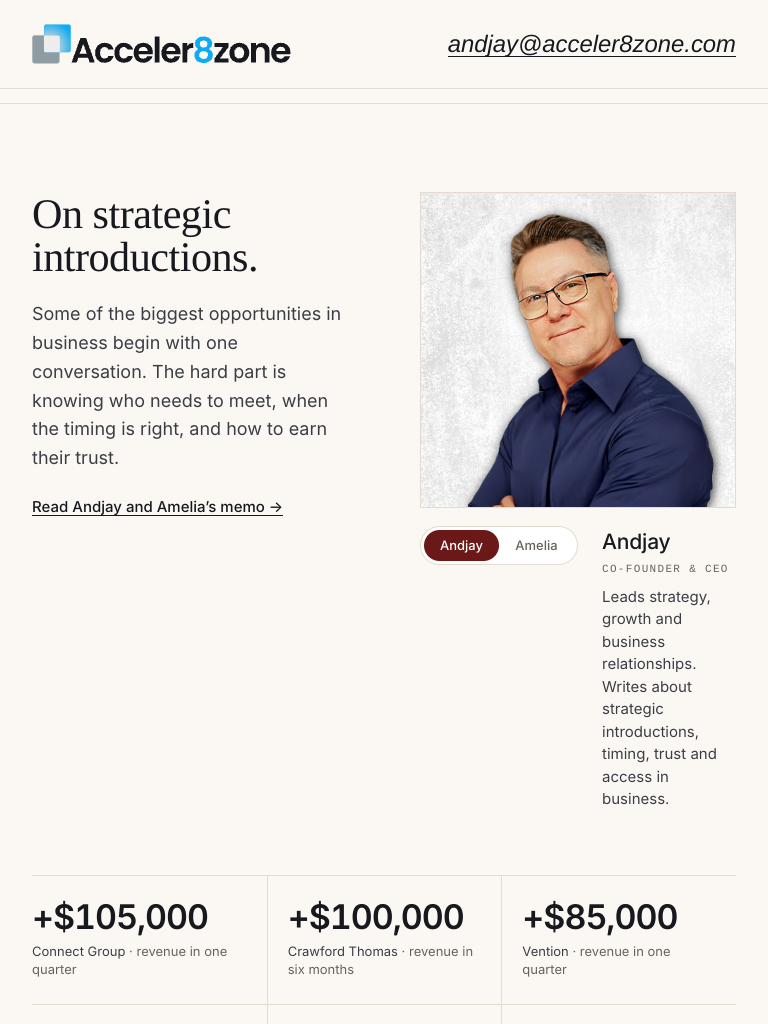 Acceler8zone
andjay@acceler8zone.com
On strategic
introductions.
Some of the biggest opportunities in
business begin with one
conversation. The hard part is
knowing who needs to meet, when
the timing is right, and how to earn
their trust.
Read Andjay and Amelia’s memo →
Andjay
Amelia
Andjay
CO-FOUNDER & CEO
Leads strategy,
growth and
business
relationships.
Writes about
strategic
introductions,
timing, trust and
access in
business.
+$105,000
Connect Group · revenue in one
quarter
+$100,000
Crawford Thomas · revenue in
six months
+$85,000
Vention · revenue in one
quarter